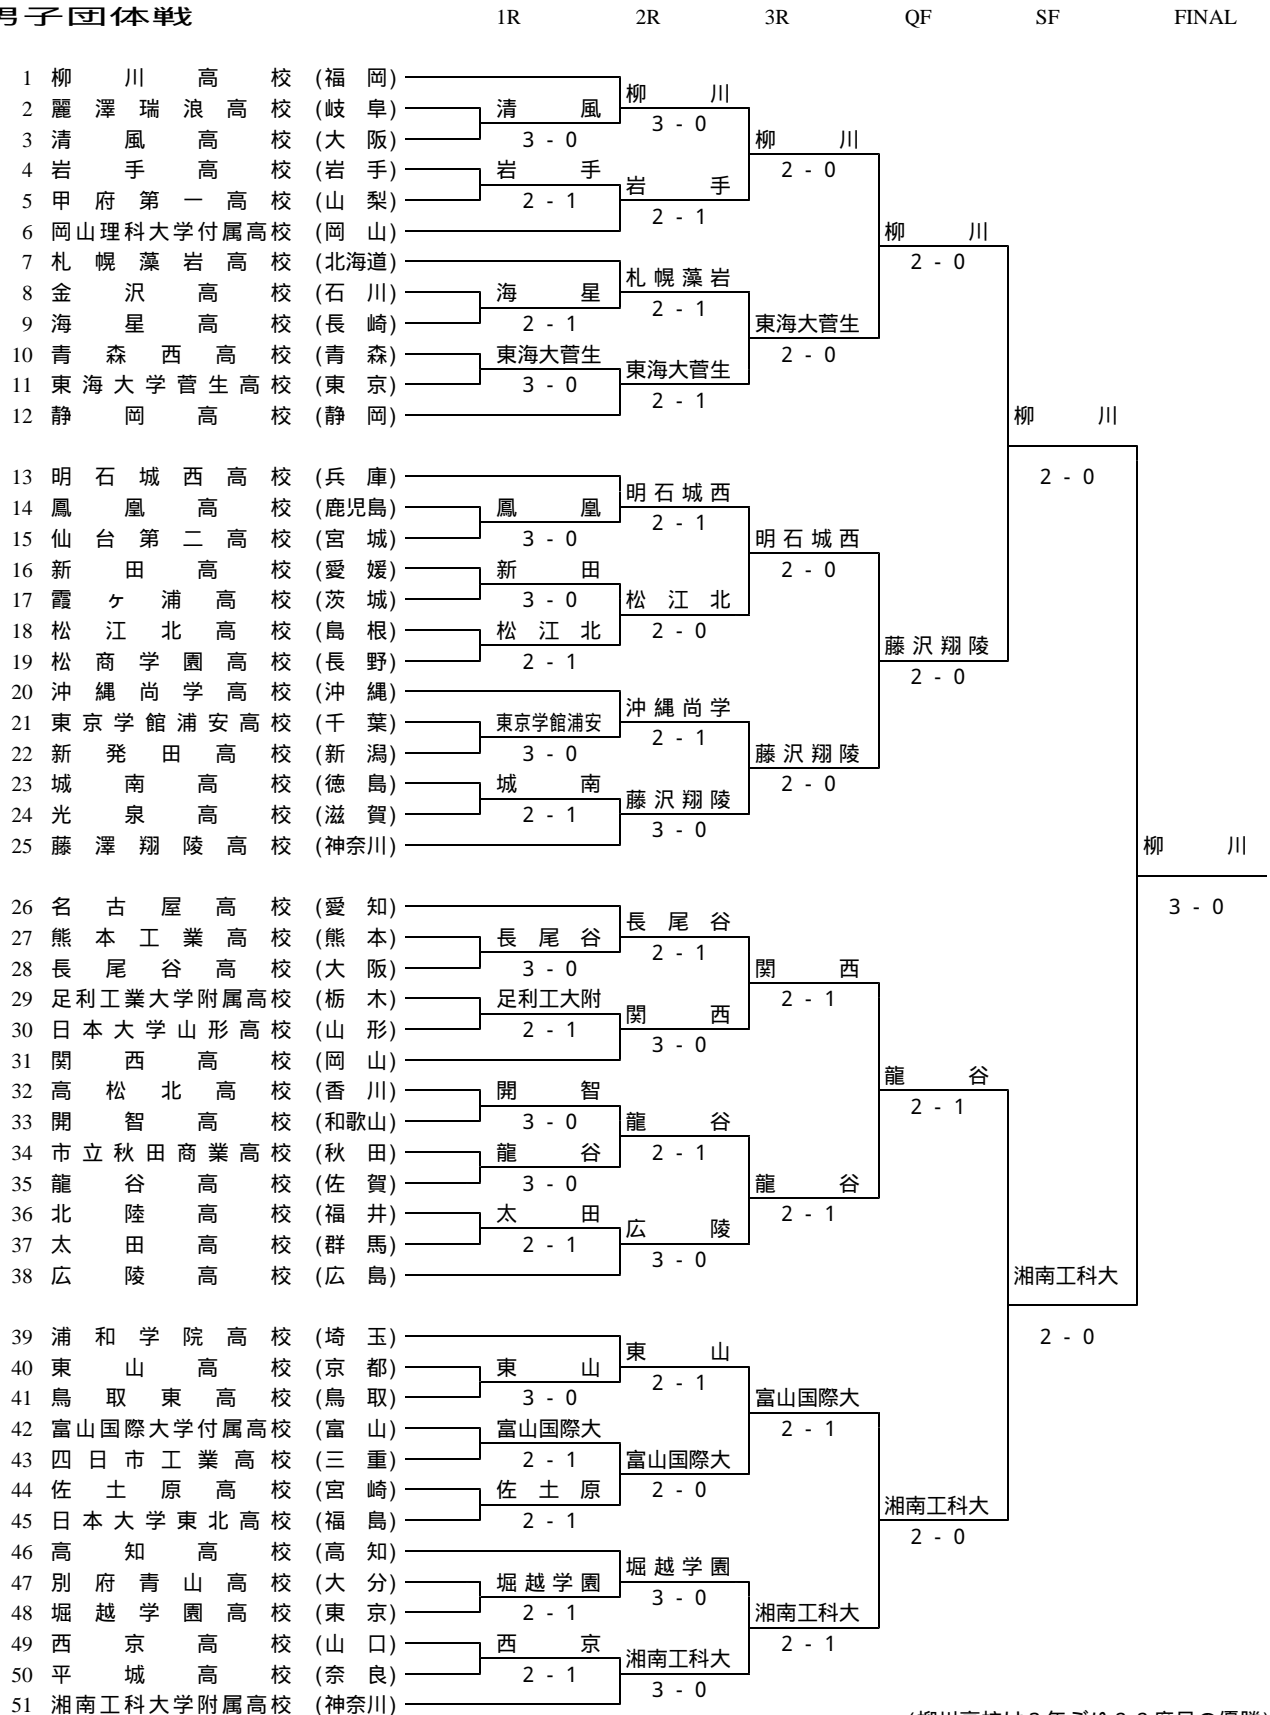 男子団体戦 1R 2R 3R QF SF FINAL
1 柳川高校 (福岡)
柳川
2 麗澤瑞浪高校 (岐阜) 清風
3 - 0
3 清風高校 (大阪) 3 - 0 柳川
4 岩手高校 (岩手) 岩手 2 - 0
岩手
5 甲府第一高校 (山梨) 2 - 1
2 - 1
6 岡山理科大学付属高校 (岡山) 柳川
7 札幌藻岩高校 (北海道) 2 - 0
札幌藻岩
8 金沢高校 (石川) 海星
2 - 1
9 海星高校 (長崎) 2 - 1 東海大菅生
10 青森西高校 (青森) 東海大菅生 2 - 0
東海大菅生
11 東海大学菅生高校 (東京) 3 - 0
2 - 1
12 静岡高校 (静岡) 柳川
13 明石城西高校 (兵庫) 2 - 0
明石城西
14 鳳凰高校 (鹿児島) 鳳凰
2 - 1
15 仙台第二高校 (宮城) 3 - 0 明石城西
16 新田高校 (愛媛) 新田 2 - 0
17 霞ヶ浦高校 (茨城) 3 - 0 松江北
18 松江北高校 (島根) 松江北 2 - 0
藤沢翔陵
19 松商学園高校 (長野) 2 - 1
2 - 0
20 沖縄尚学高校 (沖縄)
沖縄尚学
21 東京学館浦安高校 (千葉) 東京学館浦安
2 - 1
22 新発田高校 (新潟) 3 - 0 藤沢翔陵
23 城南高校 (徳島) 城南 2 - 0
藤沢翔陵
24 光泉高校 (滋賀) 2 - 1
3 - 0
25 藤澤翔陵高校 (神奈川) 柳川
26 名古屋高校 (愛知) 3 - 0
長尾谷
27 熊本工業高校 (熊本) 長尾谷
2 - 1
28 長尾谷高校 (大阪) 3 - 0 関西
29 足利工業大学附属高校 (栃木) 足利工大附 2 - 1
関西
30 日本大学山形高校 (山形) 2 - 1
3 - 0
31 関西高校 (岡山)
龍谷
32 高松北高校 (香川) 開智
2 - 1
33 開智高校 (和歌山) 3 - 0 龍谷
34 市立秋田商業高校 (秋田) 龍谷 2 - 1
35 龍谷高校 (佐賀) 3 - 0 龍谷
36 北陸高校 (福井) 太田 2 - 1
広陵
37 太田高校 (群馬) 2 - 1
3 - 0
38 広陵高校 (広島) 湘南工科大
39 浦和学院高校 (埼玉) 2 - 0
東山
40 東山高校 (京都) 東山
2 - 1
41 鳥取東高校 (鳥取) 3 - 0 富山国際大
42 富山国際大学付属高校 (富山) 富山国際大 2 - 1
43 四日市工業高校 (三重) 2 - 1 富山国際大
44 佐土原高校 (宮崎) 佐土原 2 - 0
湘南工科大
45 日本大学東北高校 (福島) 2 - 1
2 - 0
46 高知高校 (高知)
堀越学園
47 別府青山高校 (大分) 堀越学園
3 - 0
48 堀越学園高校 (東京) 2 - 1 湘南工科大
49 西京高校 (山口) 西京 2 - 1
湘南工科大
50 平城高校 (奈良) 2 - 1
3 - 0
51 湘南工科大学附属高校 (神奈川)